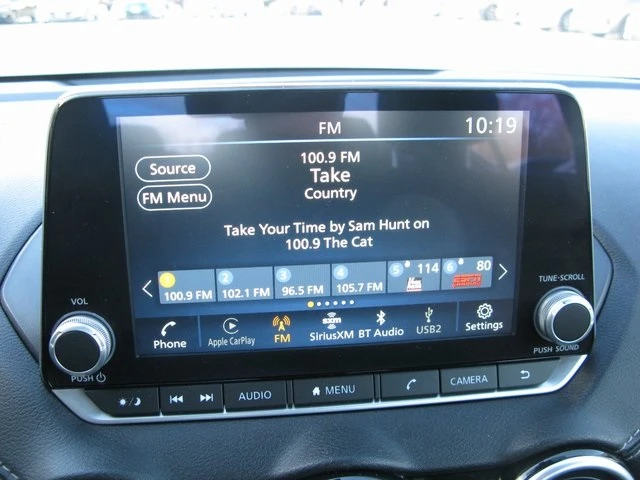 FM 10:19
Source
100.9 FM
Take
Country
FM Menu
Take Your Time by Sam Hunt on
100.9 The Cat
1 2 3 4 5 114 6 80
100.9 FM 102.1 FM 96.5 FM 105.7 FM
Phone Apple CarPlay FM sxm SiriusXM BT Audio USB2 Settings
VOL
PUSH
TUNE·SCROLL
PUSH SOUND
AUDIO MENU CAMERA